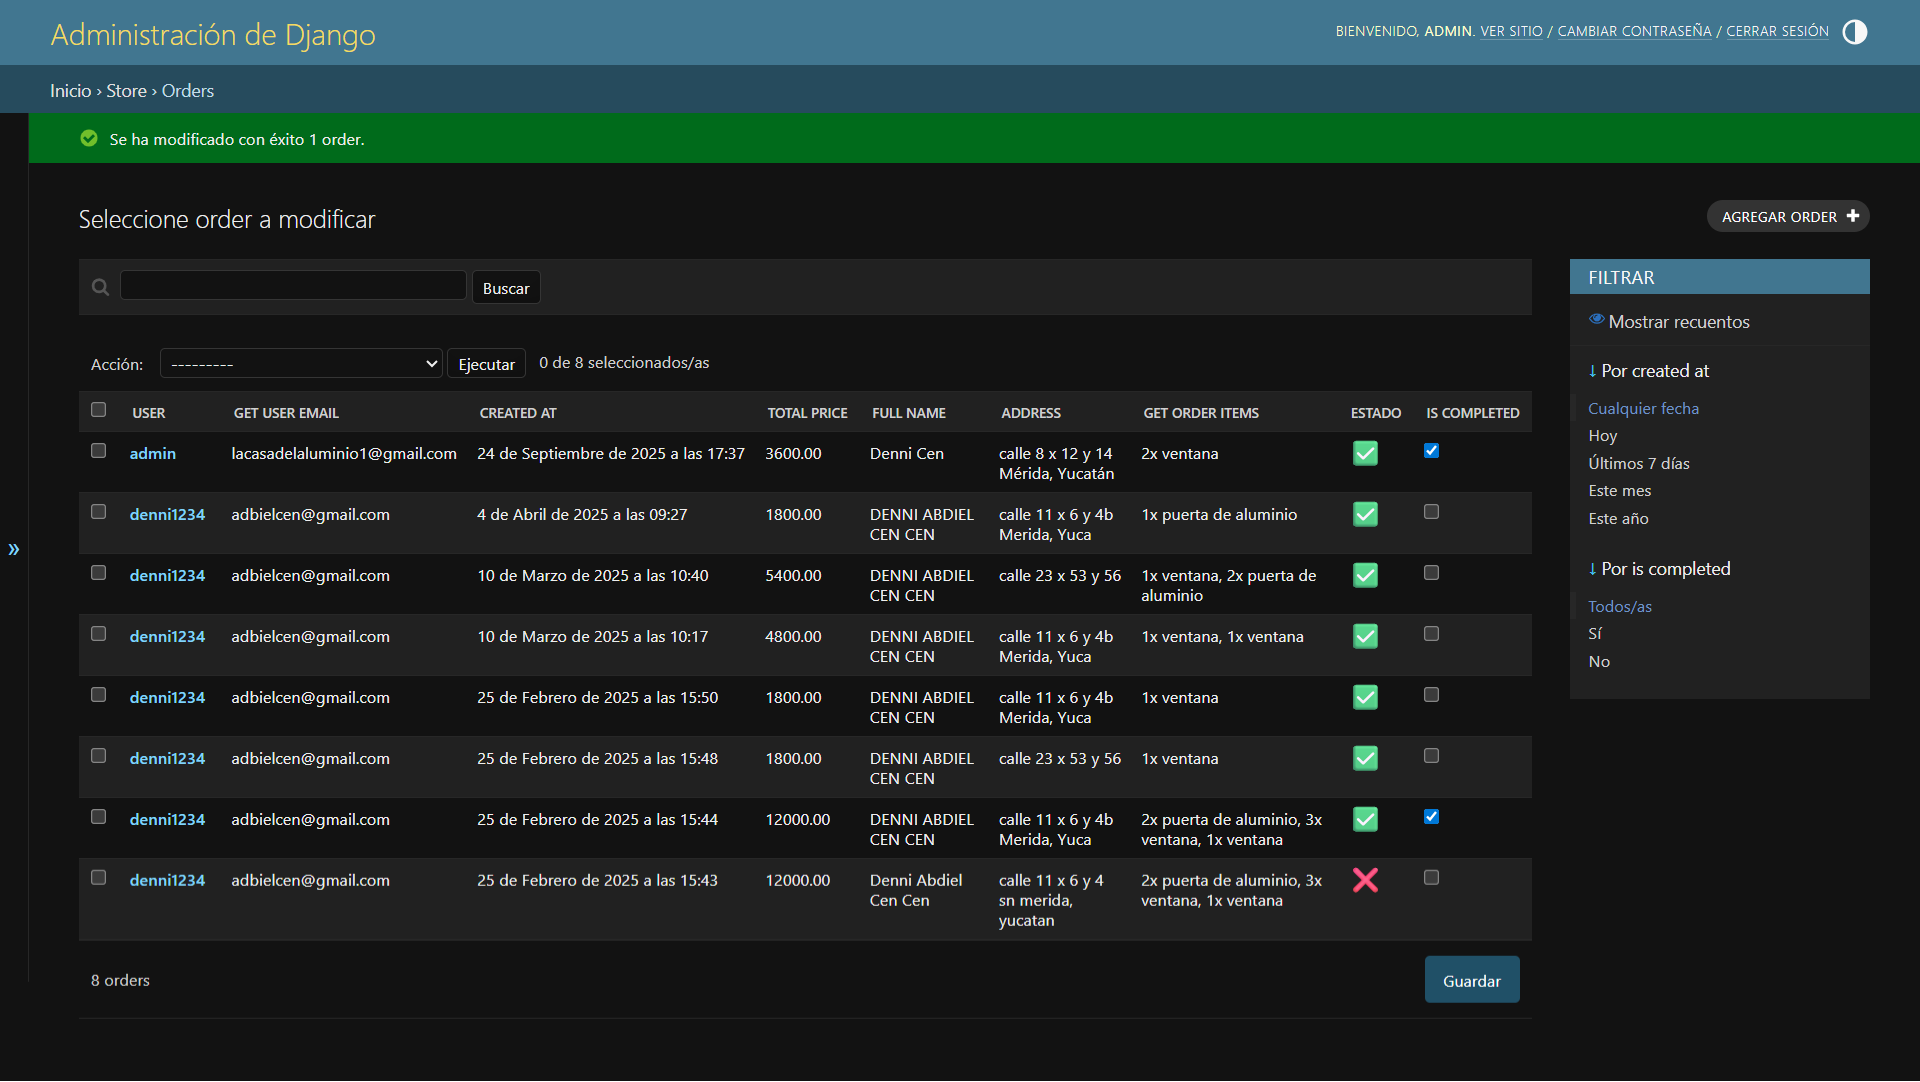 Administración de Django
BIENVENIDO, ADMIN. VER SITIO / CAMBIAR CONTRASEÑA / CERRAR SESIÓN
Inicio › Store › Orders
Se ha modificado con éxito 1 order.
Seleccione order a modificar
AGREGAR ORDER
Buscar
Acción: --------- Ejecutar 0 de 8 seleccionados/as
USER GET USER EMAIL CREATED AT TOTAL PRICE FULL NAME ADDRESS GET ORDER ITEMS ESTADO IS COMPLETED
admin lacasadelaluminio1@gmail.com 24 de Septiembre de 2025 a las 17:37 3600.00 Denni Cen calle 8 x 12 y 14 2x ventana
Mérida, Yucatán
denni1234 adbielcen@gmail.com 4 de Abril de 2025 a las 09:27 1800.00 DENNI ABDIEL calle 11 x 6 y 4b 1x puerta de aluminio
CEN CEN Merida, Yuca
denni1234 adbielcen@gmail.com 10 de Marzo de 2025 a las 10:40 5400.00 DENNI ABDIEL calle 23 x 53 y 56 1x ventana, 2x puerta de
CEN CEN aluminio
denni1234 adbielcen@gmail.com 10 de Marzo de 2025 a las 10:17 4800.00 DENNI ABDIEL calle 11 x 6 y 4b 1x ventana, 1x ventana
CEN CEN Merida, Yuca
denni1234 adbielcen@gmail.com 25 de Febrero de 2025 a las 15:50 1800.00 DENNI ABDIEL calle 11 x 6 y 4b 1x ventana
CEN CEN Merida, Yuca
denni1234 adbielcen@gmail.com 25 de Febrero de 2025 a las 15:48 1800.00 DENNI ABDIEL calle 23 x 53 y 56 1x ventana
CEN CEN
denni1234 adbielcen@gmail.com 25 de Febrero de 2025 a las 15:44 12000.00 DENNI ABDIEL calle 11 x 6 y 4b 2x puerta de aluminio, 3x
CEN CEN Merida, Yuca ventana, 1x ventana
denni1234 adbielcen@gmail.com 25 de Febrero de 2025 a las 15:43 12000.00 Denni Abdiel calle 11 x 6 y 4 2x puerta de aluminio, 3x
Cen Cen sn merida, ventana, 1x ventana
yucatan
8 orders
Guardar
FILTRAR
Mostrar recuentos
↓ Por created at
Cualquier fecha
Hoy
Últimos 7 días
Este mes
Este año
↓ Por is completed
Todos/as
Sí
No
»